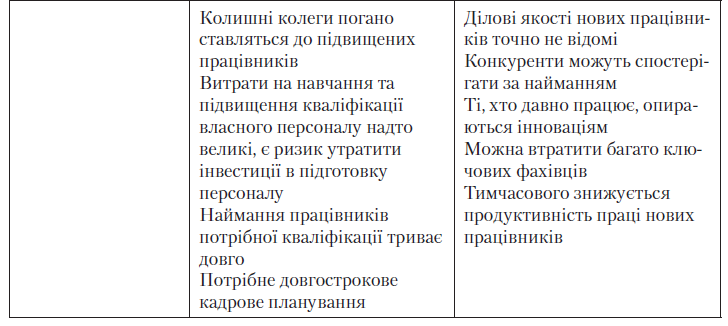 Колишні колеги погано
ставляться до підвищених
працівників
Витрати на навчання та
підвищення кваліфікації
власного персоналу надто
великі, є ризик утратити
інвестиції в підготовку
персоналу
Наймання працівників
потрібної кваліфікації триває
довго
Потрібне довгострокове
кадрове планування
Ділові якості нових працівни-
ків точно не відомі
Конкуренти можуть спостері-
гати за найманням
Ті, хто давно працює, опира-
ються інноваціям
Можна втратити багато клю-
чових фахівців
Тимчасового знижується
продуктивність праці нових
працівників